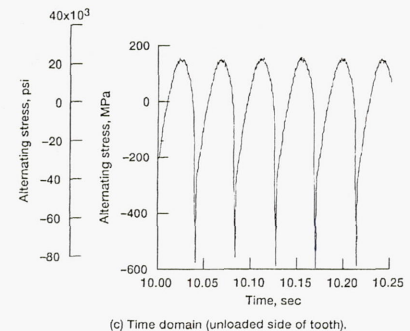 40x10³
20
0
-20
-40
-60
-80
Alternating stress, psi
200
0
-200
-400
-600
Alternating stress, MPa
10.00 10.05 10.10 10.15 10.20 10.25
Time, sec
(c) Time domain (unloaded side of tooth).